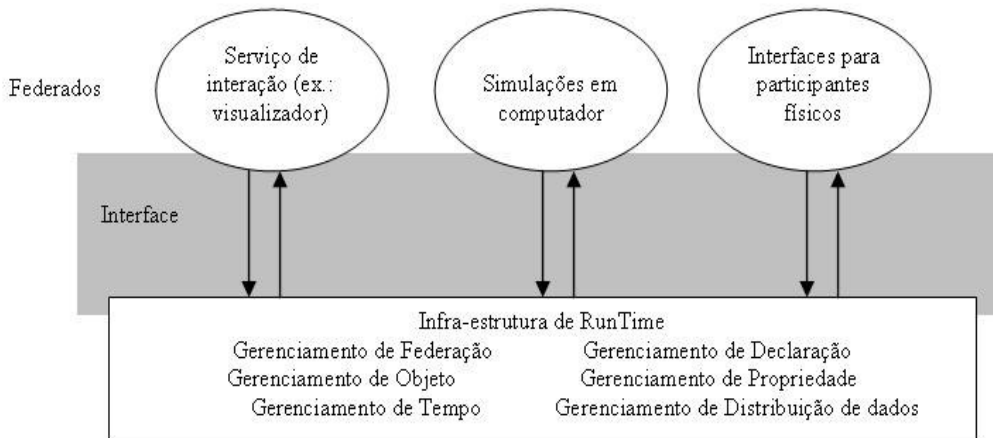 Federados
Serviço de
interação (ex.:
visualizador)
Simulações em
computador
Interfaces para
participantes
físicos
Interface
Infra-estrutura de RunTime
Gerenciamento de Federação
Gerenciamento de Declaração
Gerenciamento de Objeto
Gerenciamento de Propriedade
Gerenciamento de Tempo
Gerenciamento de Distribuição de dados